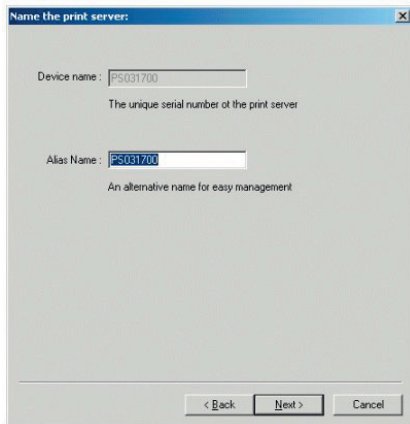 Name the print server:
Device name : PS031700
The unique serial number ot the print server
Alias Name : PS031700
An alternative name for easy management
< Back Next > Cancel